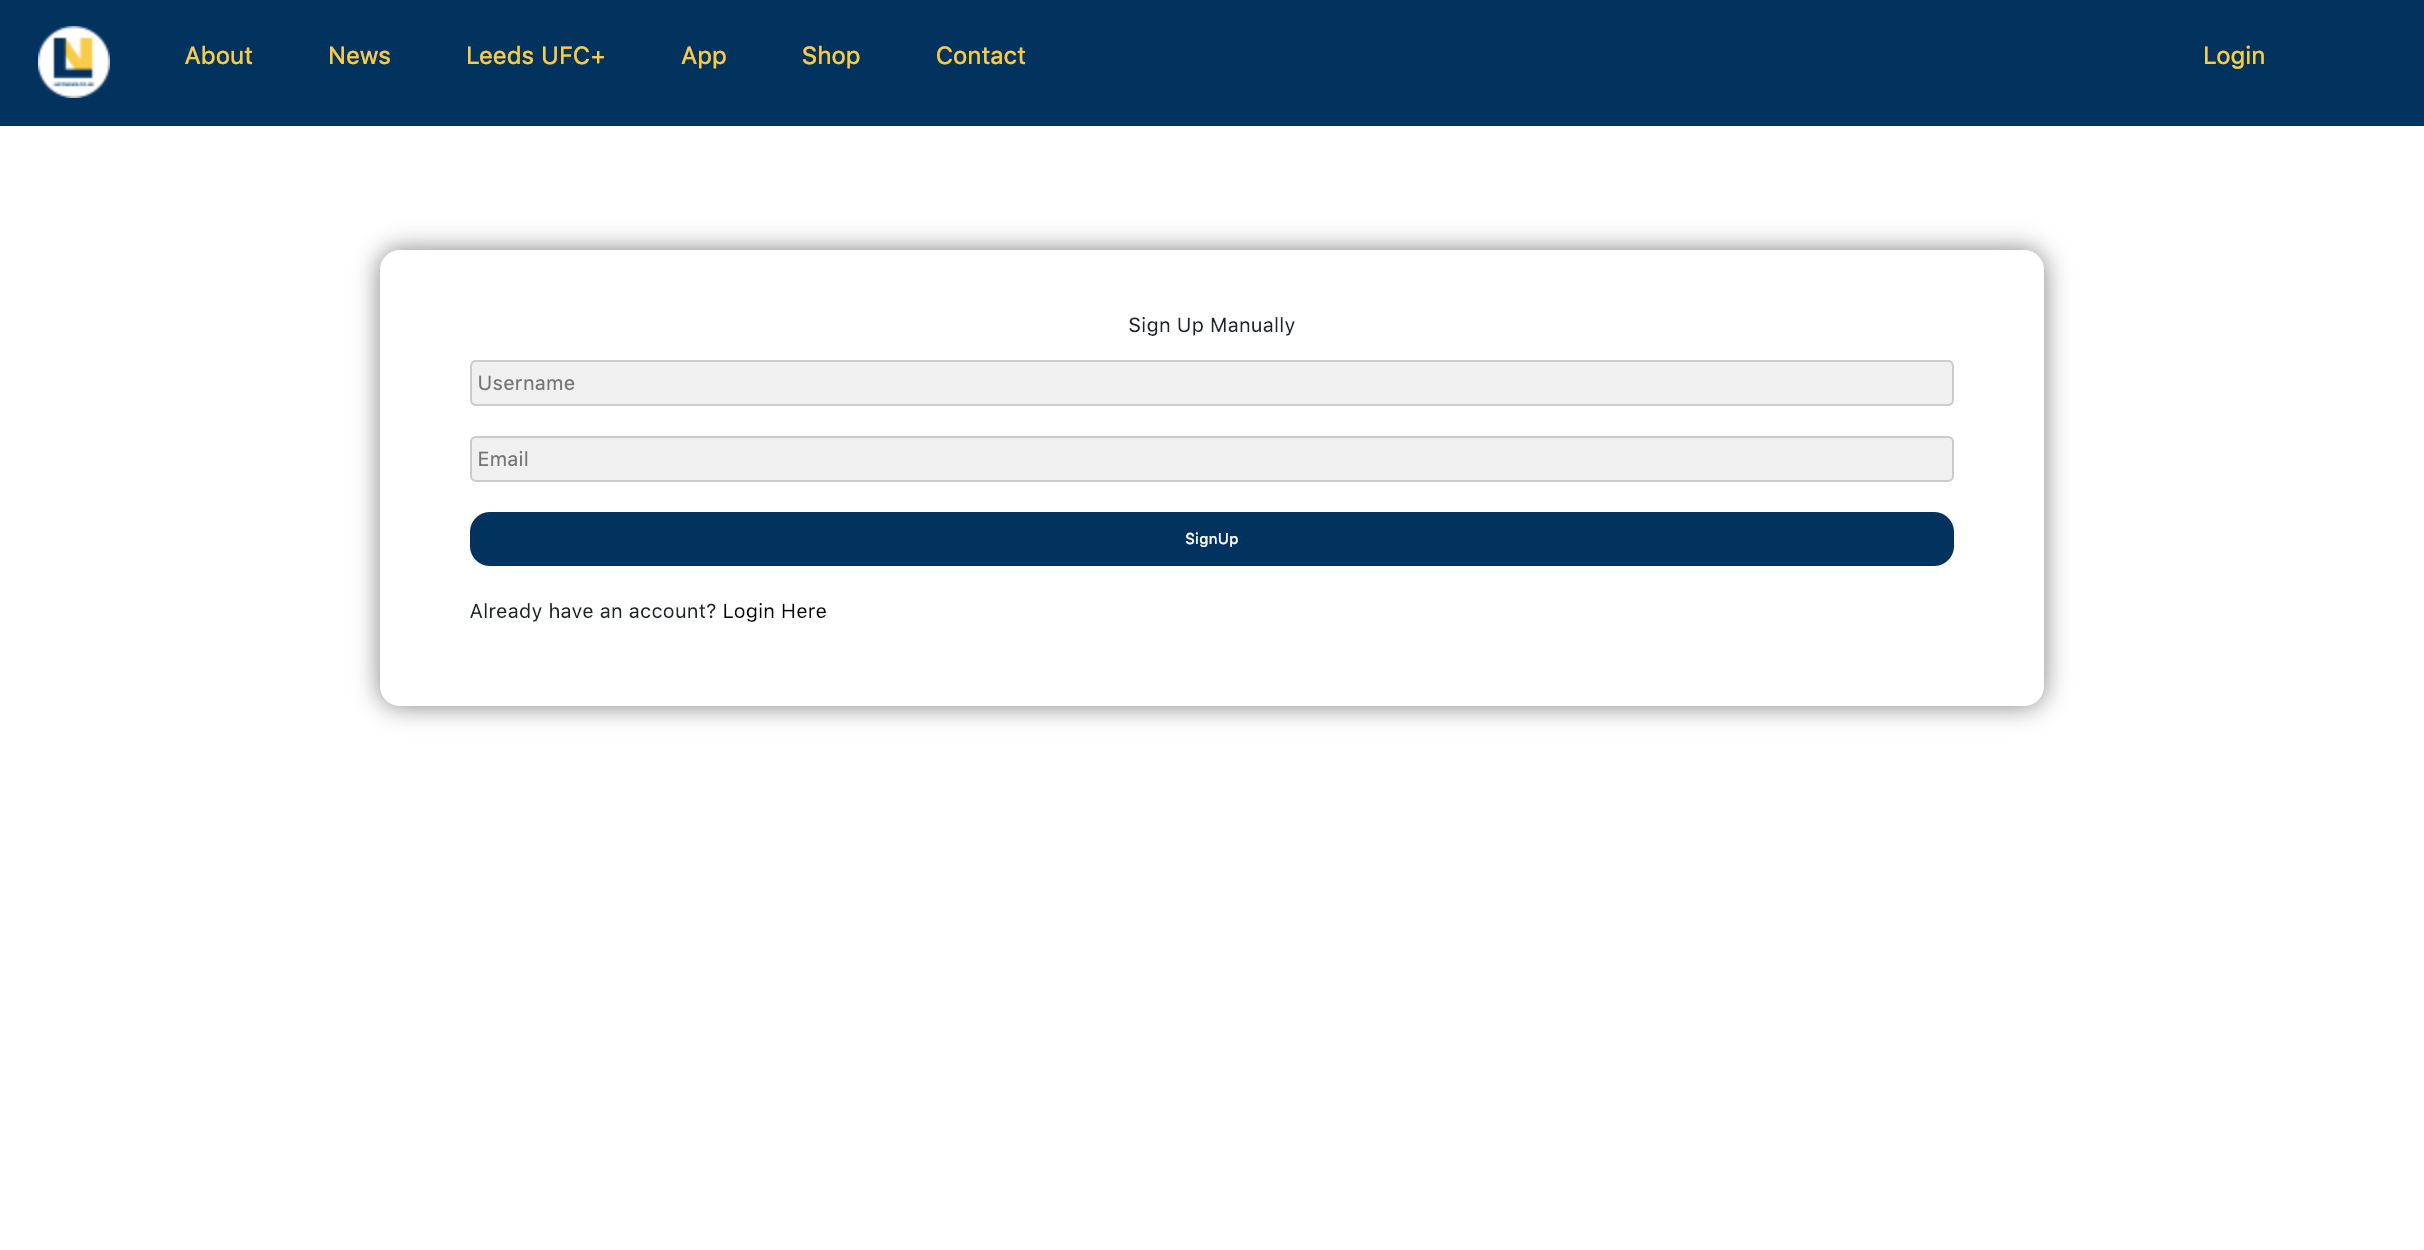 About News Leeds UFC+ App Shop Contact Login
Sign Up Manually
Username
Email
SignUp
Already have an account? Login Here